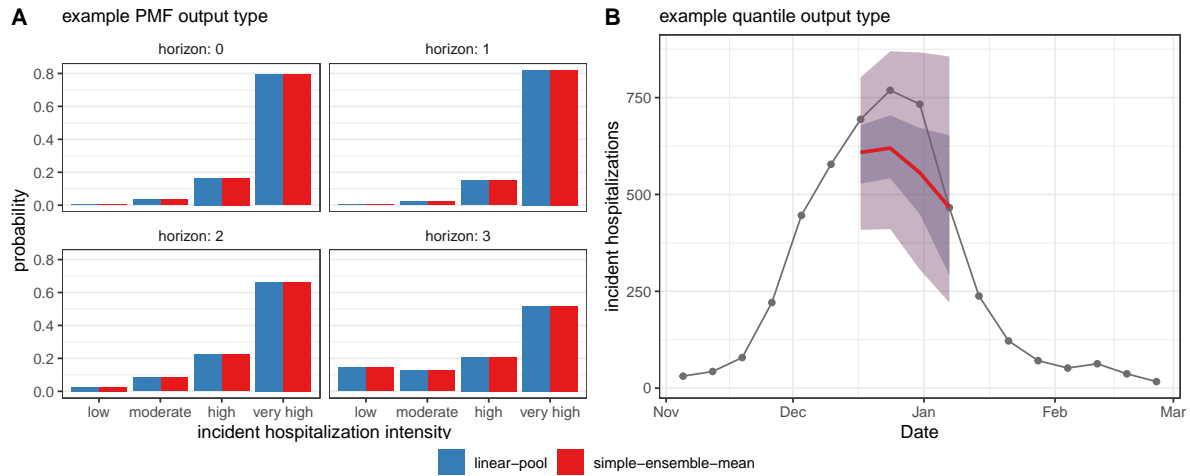 A
example PMF output type
horizon: 0
horizon: 1
0.8
0.6
0.4
0.2
0.0
horizon: 2
horizon: 3
0.8
0.6
0.4
0.2
0.0
probability
low moderate high very high
low moderate high very high
incident hospitalization intensity
B
example quantile output type
750
500
250
0
incident hospitalizations
Nov Dec Jan Feb Mar
Date
linear−pool simple−ensemble−mean